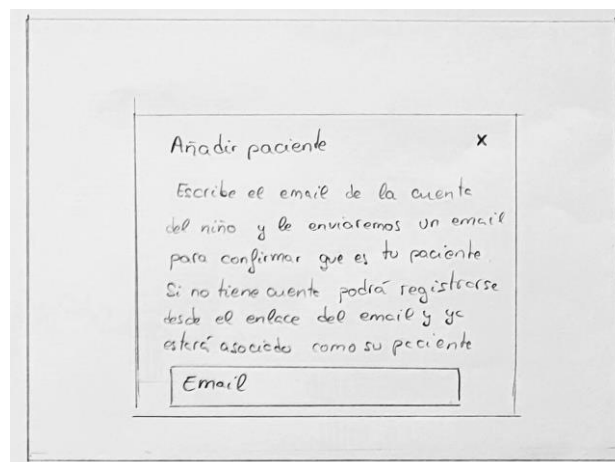 Añadir paciente x
Escribe el email de la cuenta
del niño y le enviaremos un email
para confirmar que es tu paciente.
Si no tiene cuenta podrá registrarse
desde el enlace del email y ya
estará asociado como su paciente
Email